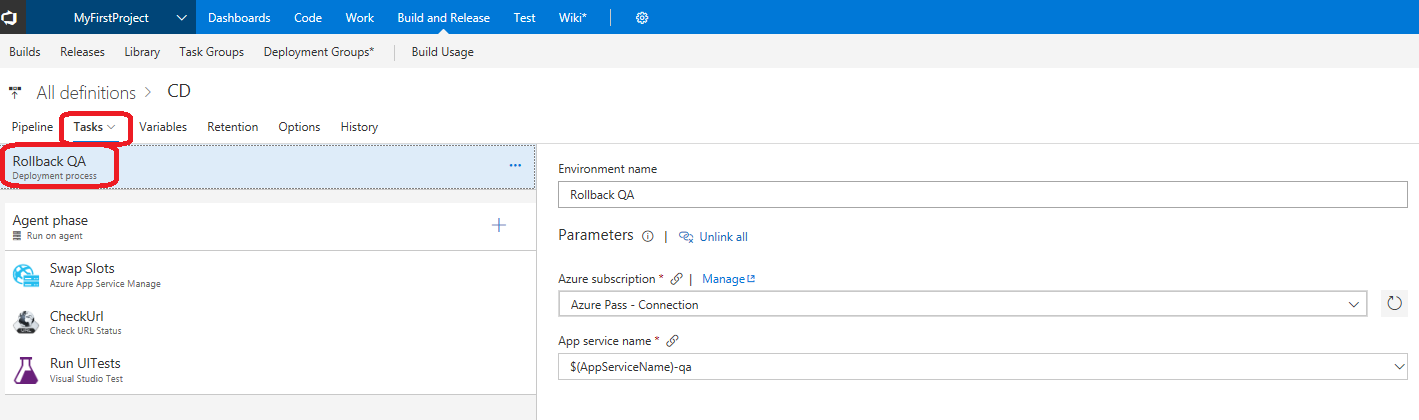 MyFirstProject Dashboards Code Work Build and Release Test Wiki*
Builds Releases Library Task Groups Deployment Groups* | Build Usage
All definitions > CD
Pipeline Tasks Variables Retention Options History
Rollback QA
Deployment process
...
Agent phase
Run on agent
+
Swap Slots
Azure App Service Manage
CheckUrl
Check URL Status
Run UITests
Visual Studio Test
Environment name
Rollback QA
Parameters | Unlink all
Azure subscription * | Manage
Azure Pass - Connection
App service name *
$(AppServiceName)-qa